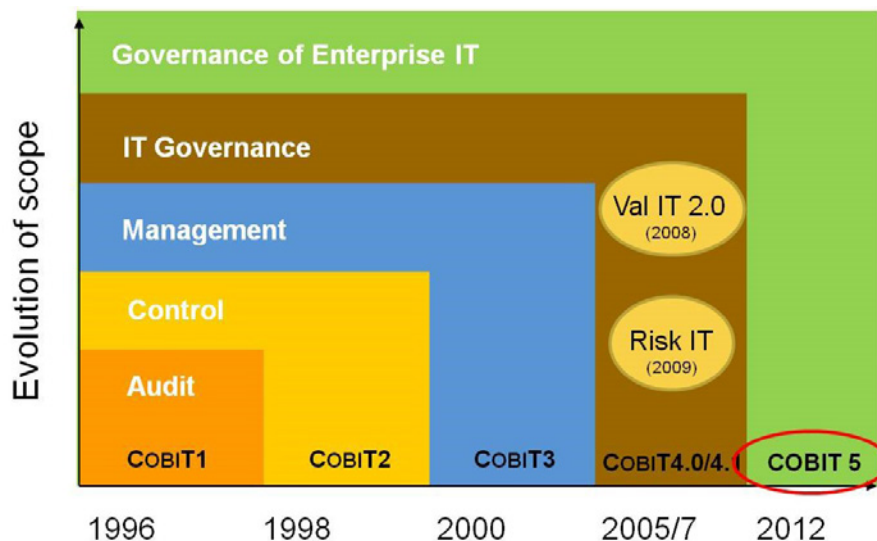 Evolution of scope
Governance of Enterprise IT
IT Governance
Val IT 2.0
(2008)
Management
Control
Risk IT
(2009)
Audit
COBIT1
COBIT2
COBIT3
COBIT4.0/4.1
COBIT 5
1996
1998
2000
2005/7
2012